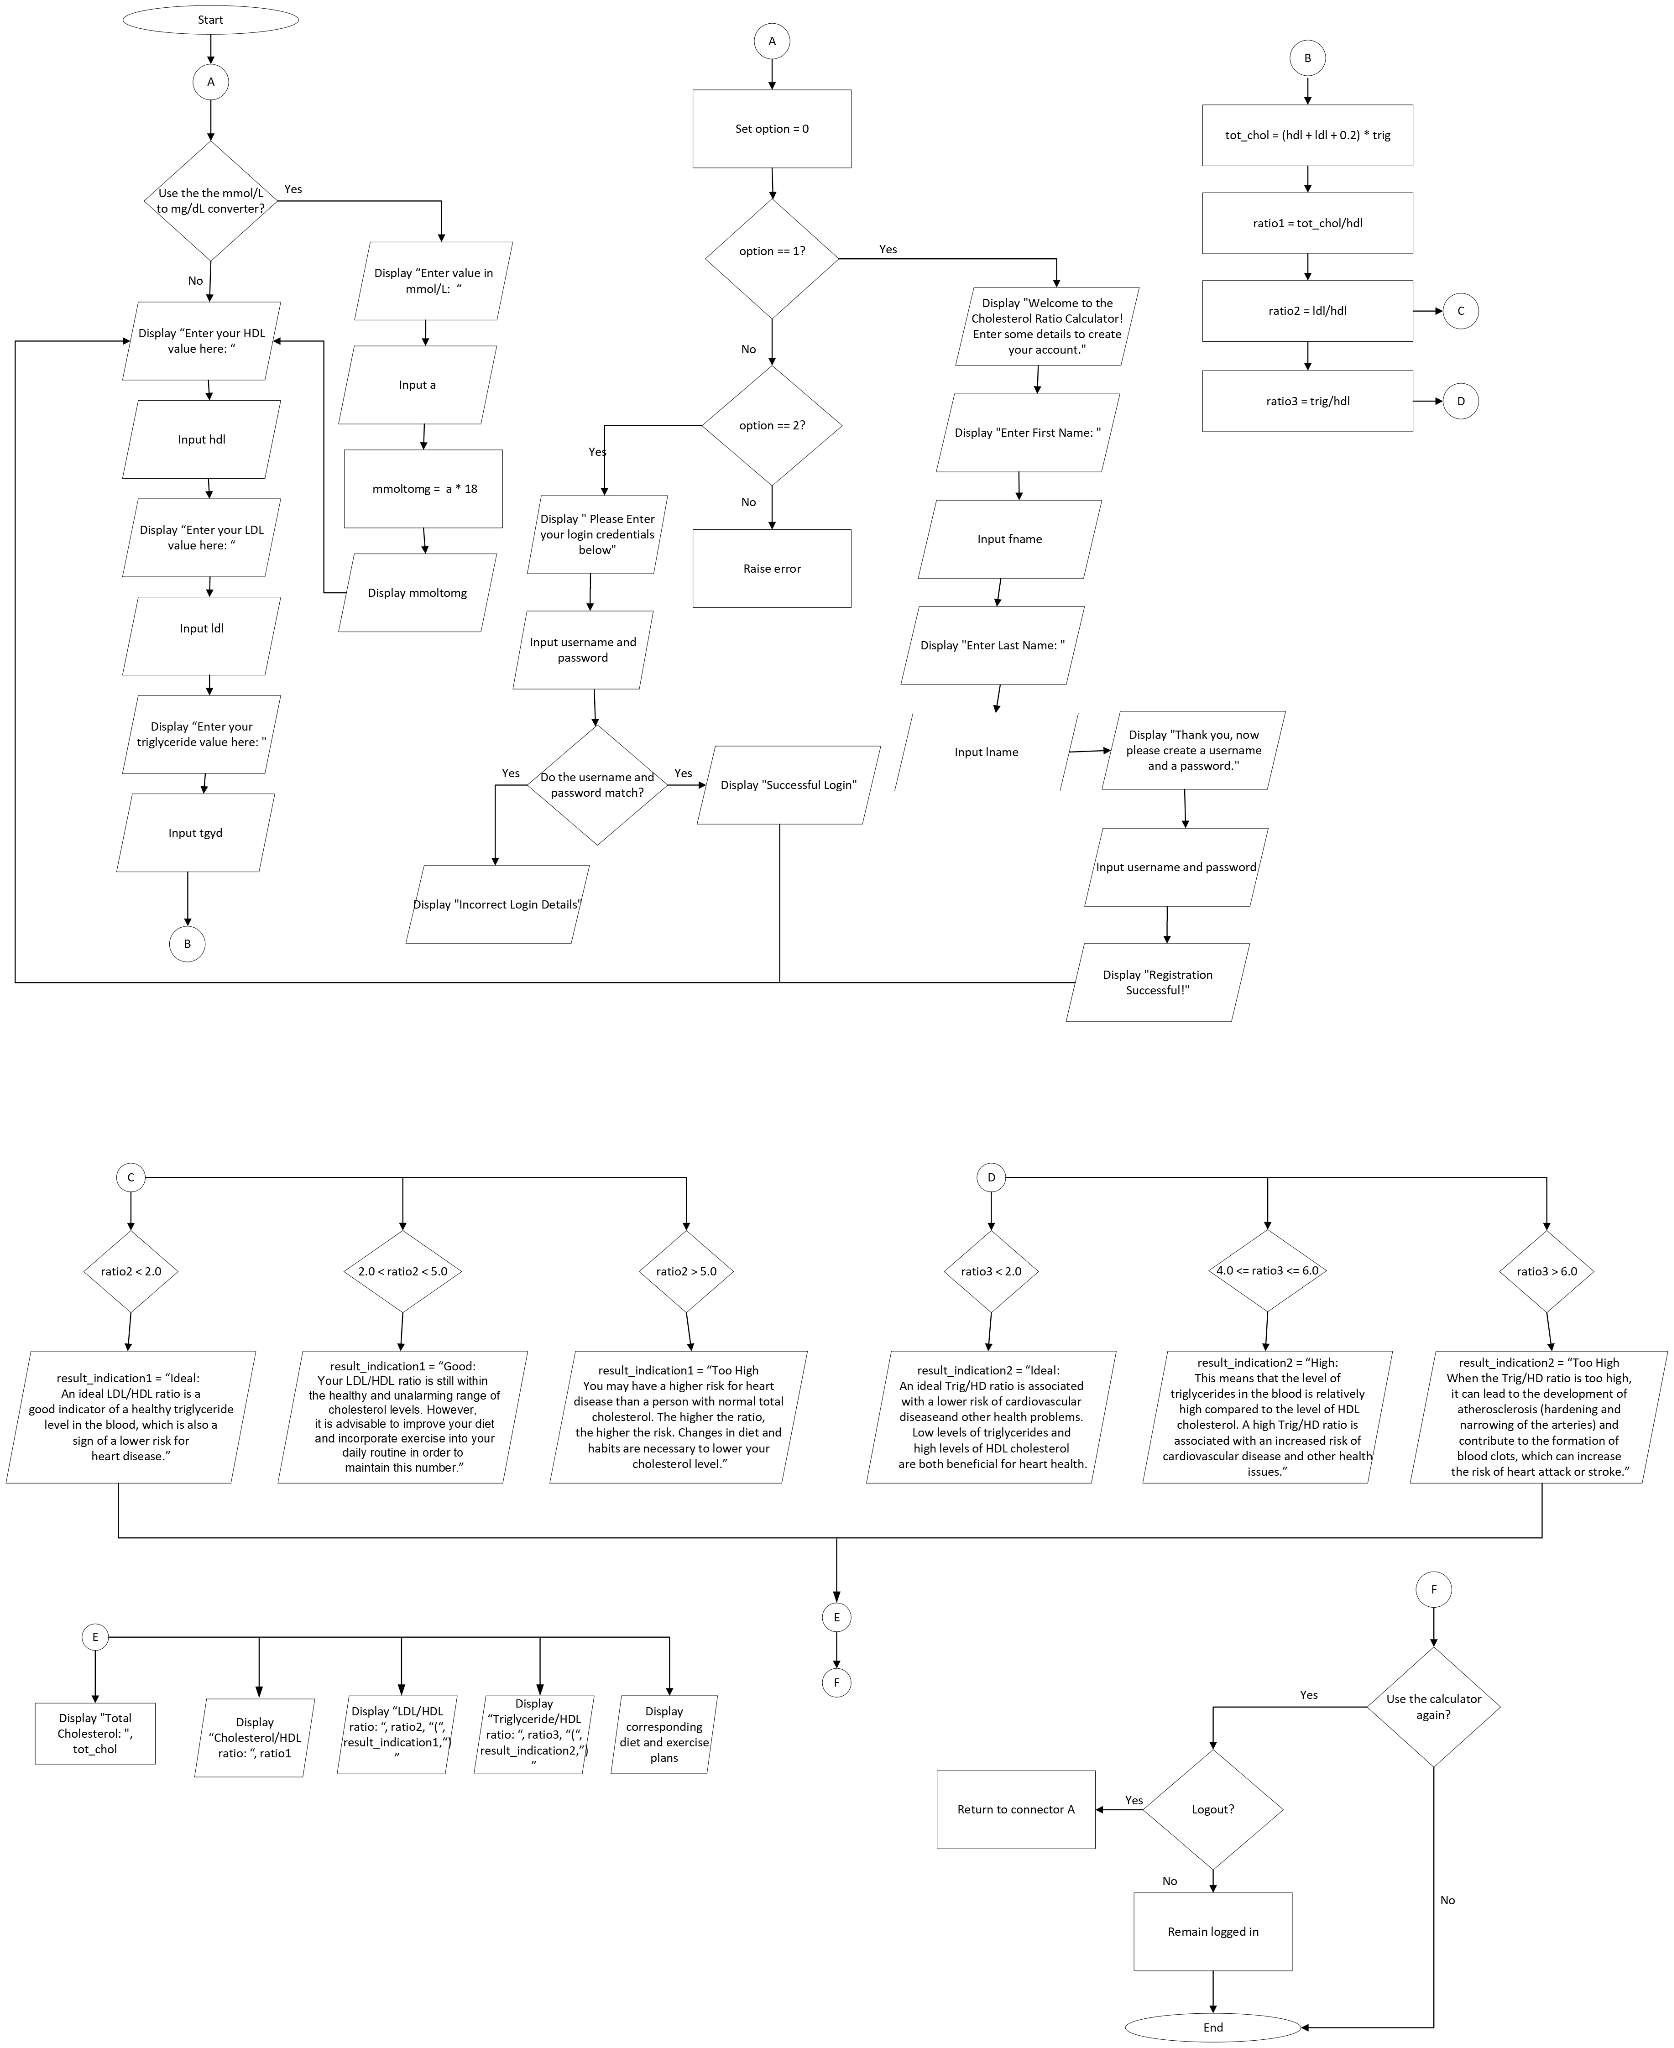 Start
A
Use the the mmol/L
to mg/dL converter?
Yes
No
Display “Enter value in
mmol/L:  “
Input a
mmoltomg =  a * 18
Display mmoltomg
Display “Enter your HDL
value here: “
Input hdl
Display “Enter your LDL
value here: “
Input ldl
Display “Enter your
triglyceride value here: "
Input tgyd
B
A
Set option = 0
option == 1?
Yes
No
option == 2?
Yes
No
Raise error
Display " Please Enter
your login credentials
below"
Input username and
password
Do the username and
password match?
Yes
Yes
Display "Incorrect Login Details"
Display "Successful Login"
Display "Welcome to the
Cholesterol Ratio Calculator!
Enter some details to create
your account."
Display "Enter First Name: "
Input fname
Display "Enter Last Name: "
Input lname
Display "Thank you, now
please create a username
and a password."
Input username and password
Display "Registration
Successful!"
B
tot_chol = (hdl + ldl + 0.2) * trig
ratio1 = tot_chol/hdl
ratio2 = ldl/hdl
C
ratio3 = trig/hdl
D
C
ratio2 < 2.0
2.0 < ratio2 < 5.0
ratio2 > 5.0
result_indication1 = “Ideal:
An ideal LDL/HDL ratio is a
good indicator of a healthy triglyceride
level in the blood, which is also a
sign of a lower risk for
heart disease.”
result_indication1 = “Good:
Your LDL/HDL ratio is still within
the healthy and unalarming range of
cholesterol levels. However,
it is advisable to improve your diet
and incorporate exercise into your
daily routine in order to
maintain this number.”
result_indication1 = “Too High
You may have a higher risk for heart
disease than a person with normal total
cholesterol. The higher the ratio,
the higher the risk. Changes in diet and
habits are necessary to lower your
cholesterol level.”
D
ratio3 < 2.0
4.0 <= ratio3 <= 6.0
ratio3 > 6.0
result_indication2 = “Ideal:
An ideal Trig/HD ratio is associated
with a lower risk of cardiovascular
diseaseand other health problems.
Low levels of triglycerides and
high levels of HDL cholesterol
are both beneficial for heart health.
result_indication2 = “High:
This means that the level of
triglycerides in the blood is relatively
high compared to the level of HDL
cholesterol. A high Trig/HD ratio is
associated with an increased risk of
cardiovascular disease and other health
issues.”
result_indication2 = “Too High
When the Trig/HD ratio is too high,
it can lead to the development of
atherosclerosis (hardening and
narrowing of the arteries) and
contribute to the formation of
blood clots, which can increase
the risk of heart attack or stroke.”
E
F
E
Display "Total
Cholesterol: ",
tot_chol
Display
“Cholesterol/HDL
ratio: “, ratio1
Display “LDL/HDL
ratio: “, ratio2, “(“,
result_indication1,“)
”
Display
“Triglyceride/HDL
ratio: “, ratio3, “(“,
result_indication2,”)
”
Display
corresponding
diet and exercise
plans
F
Use the calculator
again?
Yes
No
Logout?
Yes
Return to connector A
No
Remain logged in
End